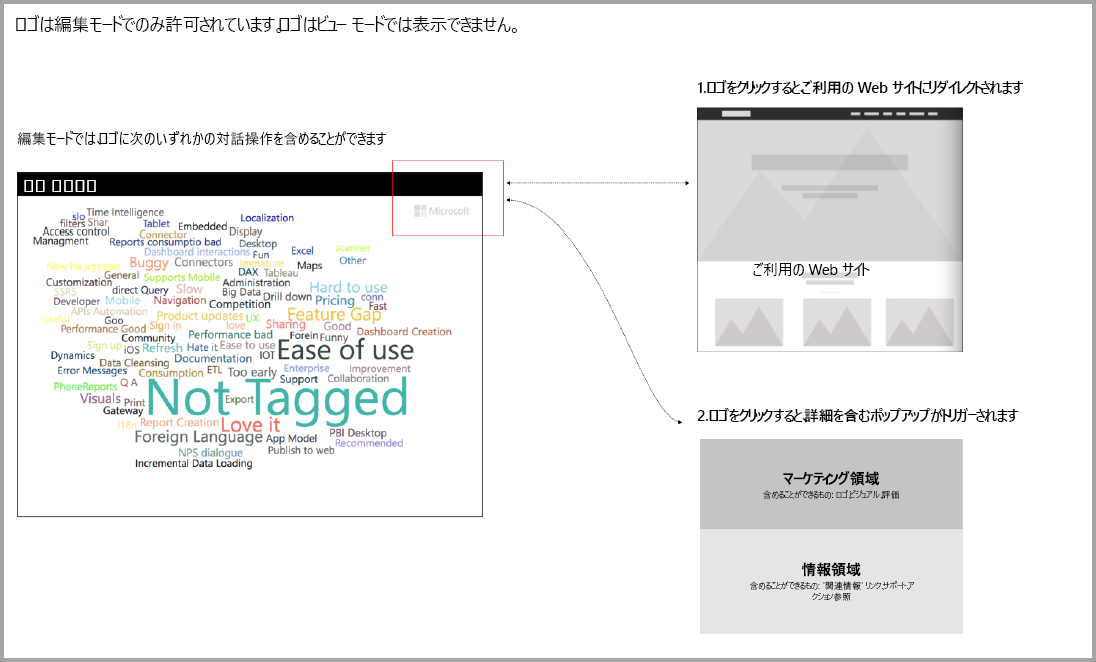 ロゴは編集モードでのみ許可されています。ロゴはビュー モードでは表示できません。
編集モードでは、ロゴに次のいずれかの対話操作を含めることができます
Microsoft
Time Intelligence
slo
filters Shar
Tablet
Localization
Access control
Connector
Embedded
Display
Managment
Reports consumptio bad
Desktop
Dashboard interactions
Fun
Excel
scanner
Other
New Navigation
Buggy
Connectors
Immature
Maps
General
Supports Mobile
DAX
Tableau
Customization
direct Query
Slow
Administration
Hard to use
SSRS
Big Data
Drill down
Pricing
conn
Developer
Mobile
Navigation
Competition
Fast
APIs Automation
Product updates
UX
Feature Gap
Useful
Goo
Sign in
love
Sharing
Good
Performance Good
Dashboard Creation
Community
Performance bad
Forein
Funny
Sign up
iOS
Refresh
Hate it
Ease to use
Ease of use
Dynamics
Data Cleansing
Documentation
IOT
Error Messages
Consumption
ETL
Too early
Enterprise
Improvement
PhoneReports
Q A
Support
Collaboration
Visuals
Print
Not Tagged
Export
Gateway
i18n
Report Creation
Love it
Foreign Language
App Model
PBI Desktop
Recommended
NPS dialogue
Publish to web
Incremental Data Loading
1.ロゴをクリックするとご利用の Web サイトにリダイレクトされます
ご利用の Web サイト
2.ロゴをクリックすると、詳細を含むポップアップがトリガーされます
マーケティング領域
含めることができるもの: ロゴ,ビジュアル,評価
情報領域
含めることができるもの: "関連情報" リンク,サポート,ア
クション参照